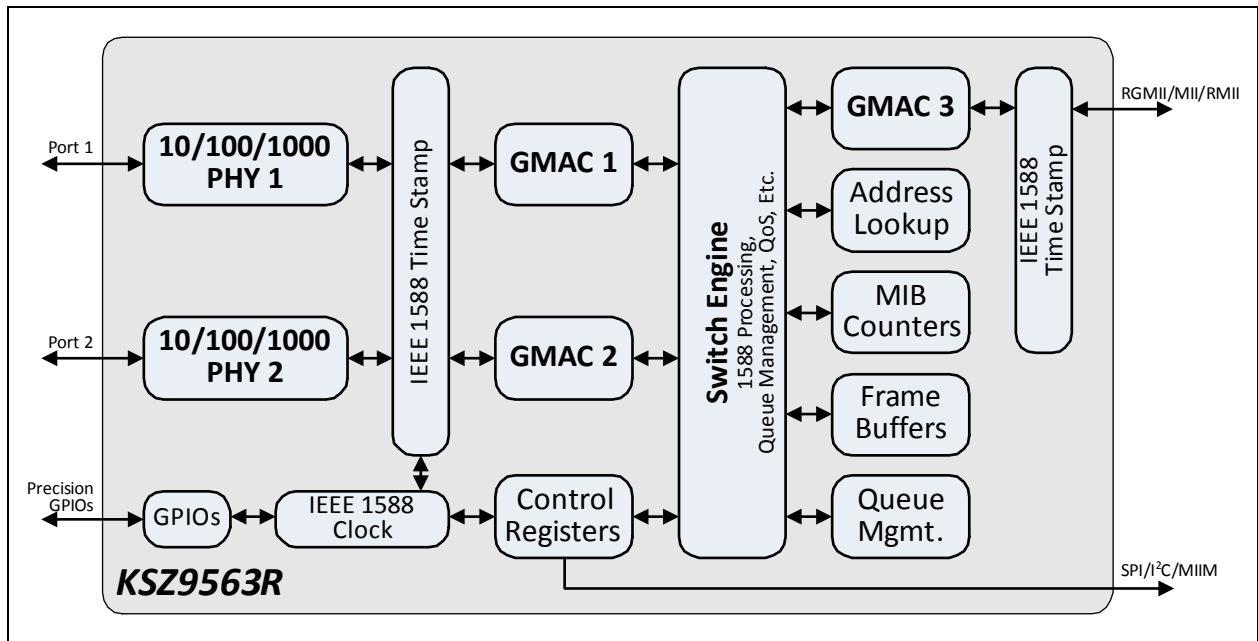 Port 1
10/100/1000
PHY 1
IEEE 1588 Time Stamp
GMAC 1
Switch Engine
1588 Processing,
Queue Management, QoS, Etc.
GMAC 3
IEEE 1588
Time Stamp
RGMII/MII/RMII
Address
Lookup
MIB
Counters
Port 2
10/100/1000
PHY 2
GMAC 2
Frame
Buffers
Precision
GPIOs
GPIOs
IEEE 1588
Clock
Control
Registers
Queue
Mgmt.
KSZ9563R
SPI/I²C/MIIM